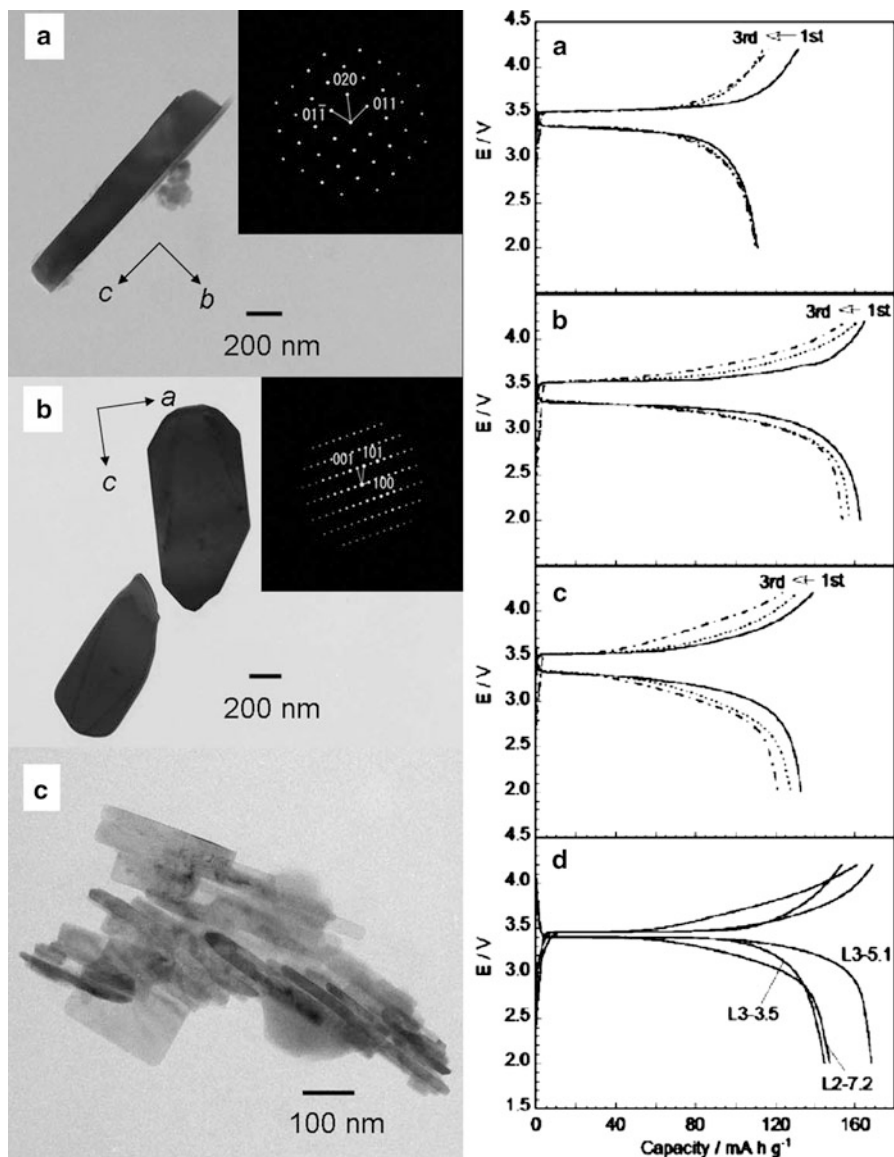 a
020
011̄
011
c
b
200 nm
b
a
c
001̄
101̄
100
200 nm
c
100 nm
a
3rd ⇐ 1st
4.5
4.0
3.5
3.0
2.5
2.0
E / V
b
3rd ⇐ 1st
4.0
3.5
3.0
2.5
2.0
E / V
c
3rd ⇐ 1st
4.0
3.5
3.0
2.5
2.0
E / V
4.5
d
4.0
3.5
3.0
2.5
2.0
1.5
E / V
L3-5.1
L3-3.5
L2-7.2
0 40 80 120 160
Capacity / mA h g⁻¹